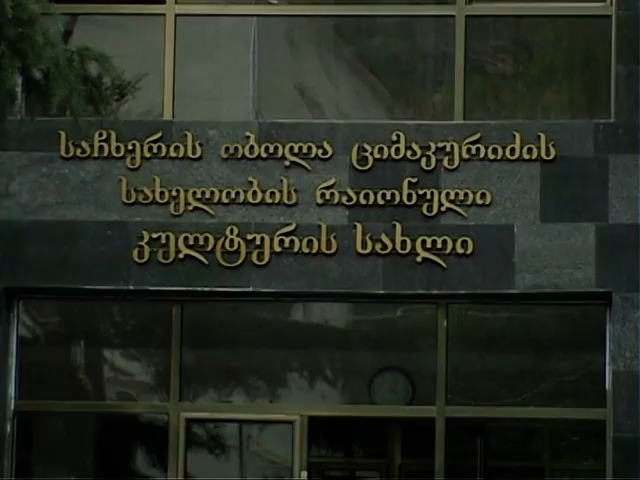 საჩხერის ობოლა ციმაკურიძის
სახელობის რაიონული
კულტურის სახლი